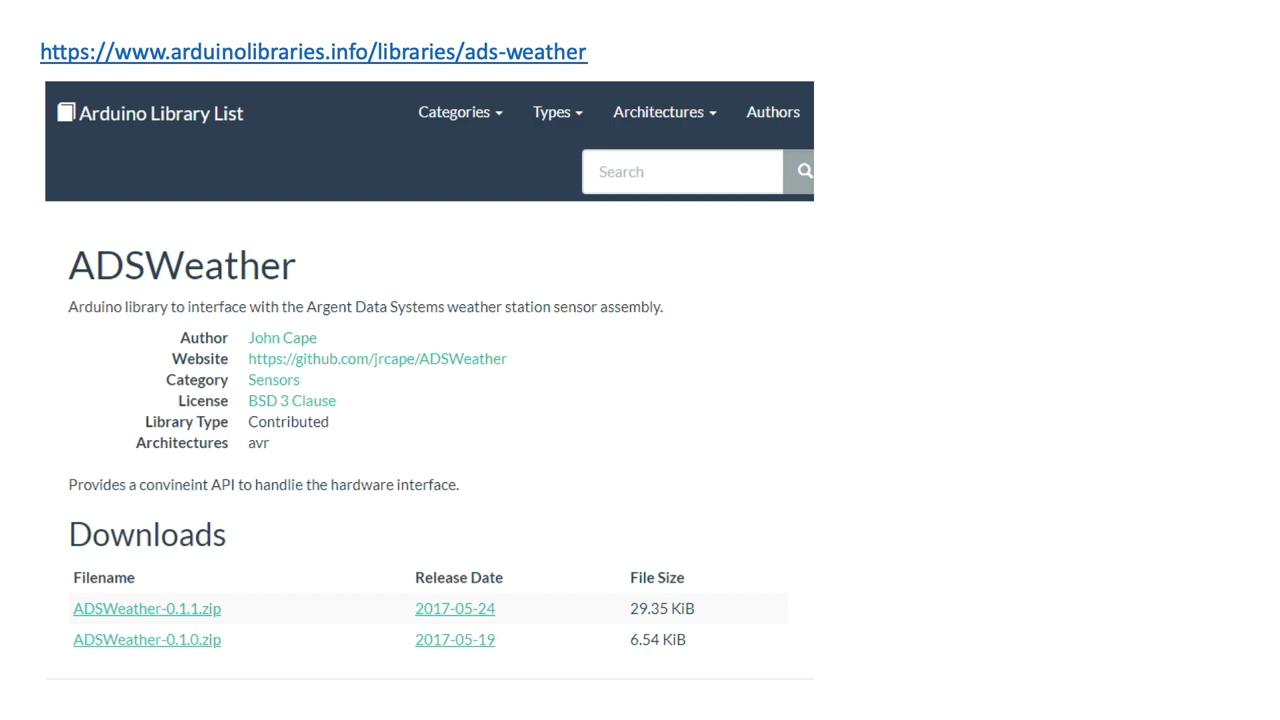 https://www.arduinolibraries.info/libraries/ads-weather
Arduino Library List
Categories Types Architectures Authors
Search
ADSWeather
Arduino library to interface with the Argent Data Systems weather station sensor assembly.
Author John Cape
Website https://github.com/jrcape/ADSWeather
Category Sensors
License BSD 3 Clause
Library Type Contributed
Architectures avr
Provides a convineint API to handlie the hardware interface.
Downloads
Filename Release Date File Size
ADSWeather-0.1.1.zip 2017-05-24 29.35 KiB
ADSWeather-0.1.0.zip 2017-05-19 6.54 KiB